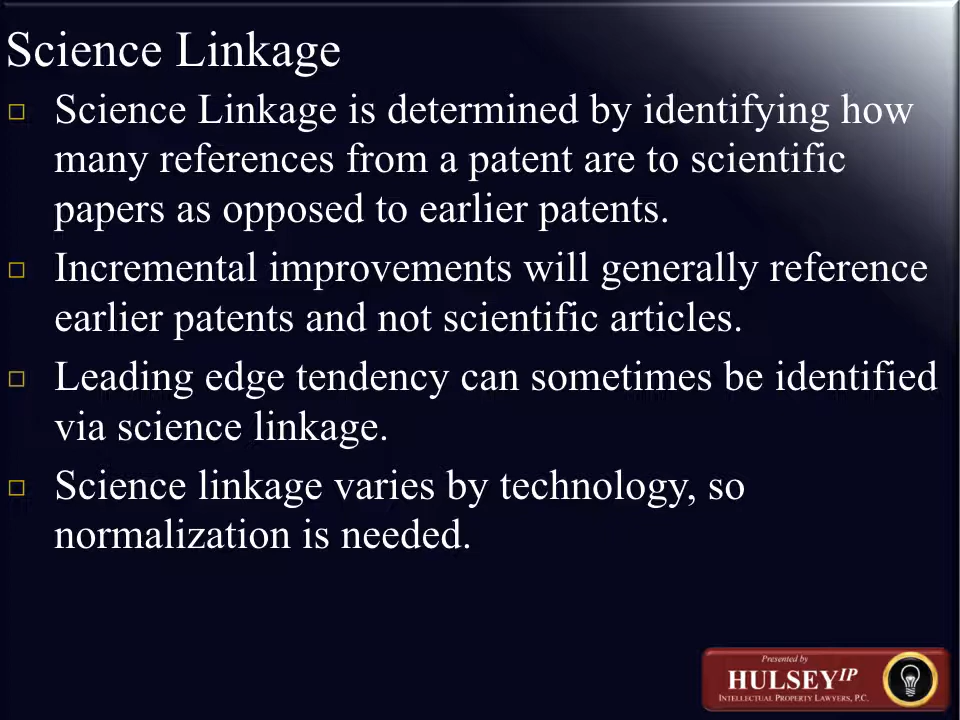 Science Linkage
Science Linkage is determined by identifying how
many references from a patent are to scientific
papers as opposed to earlier patents.
Incremental improvements will generally reference
earlier patents and not scientific articles.
Leading edge tendency can sometimes be identified
via science linkage.
Science linkage varies by technology, so
normalization is needed.
Presented by
HULSEY IP
INTELLECTUAL PROPERTY LAWYERS, P.C.